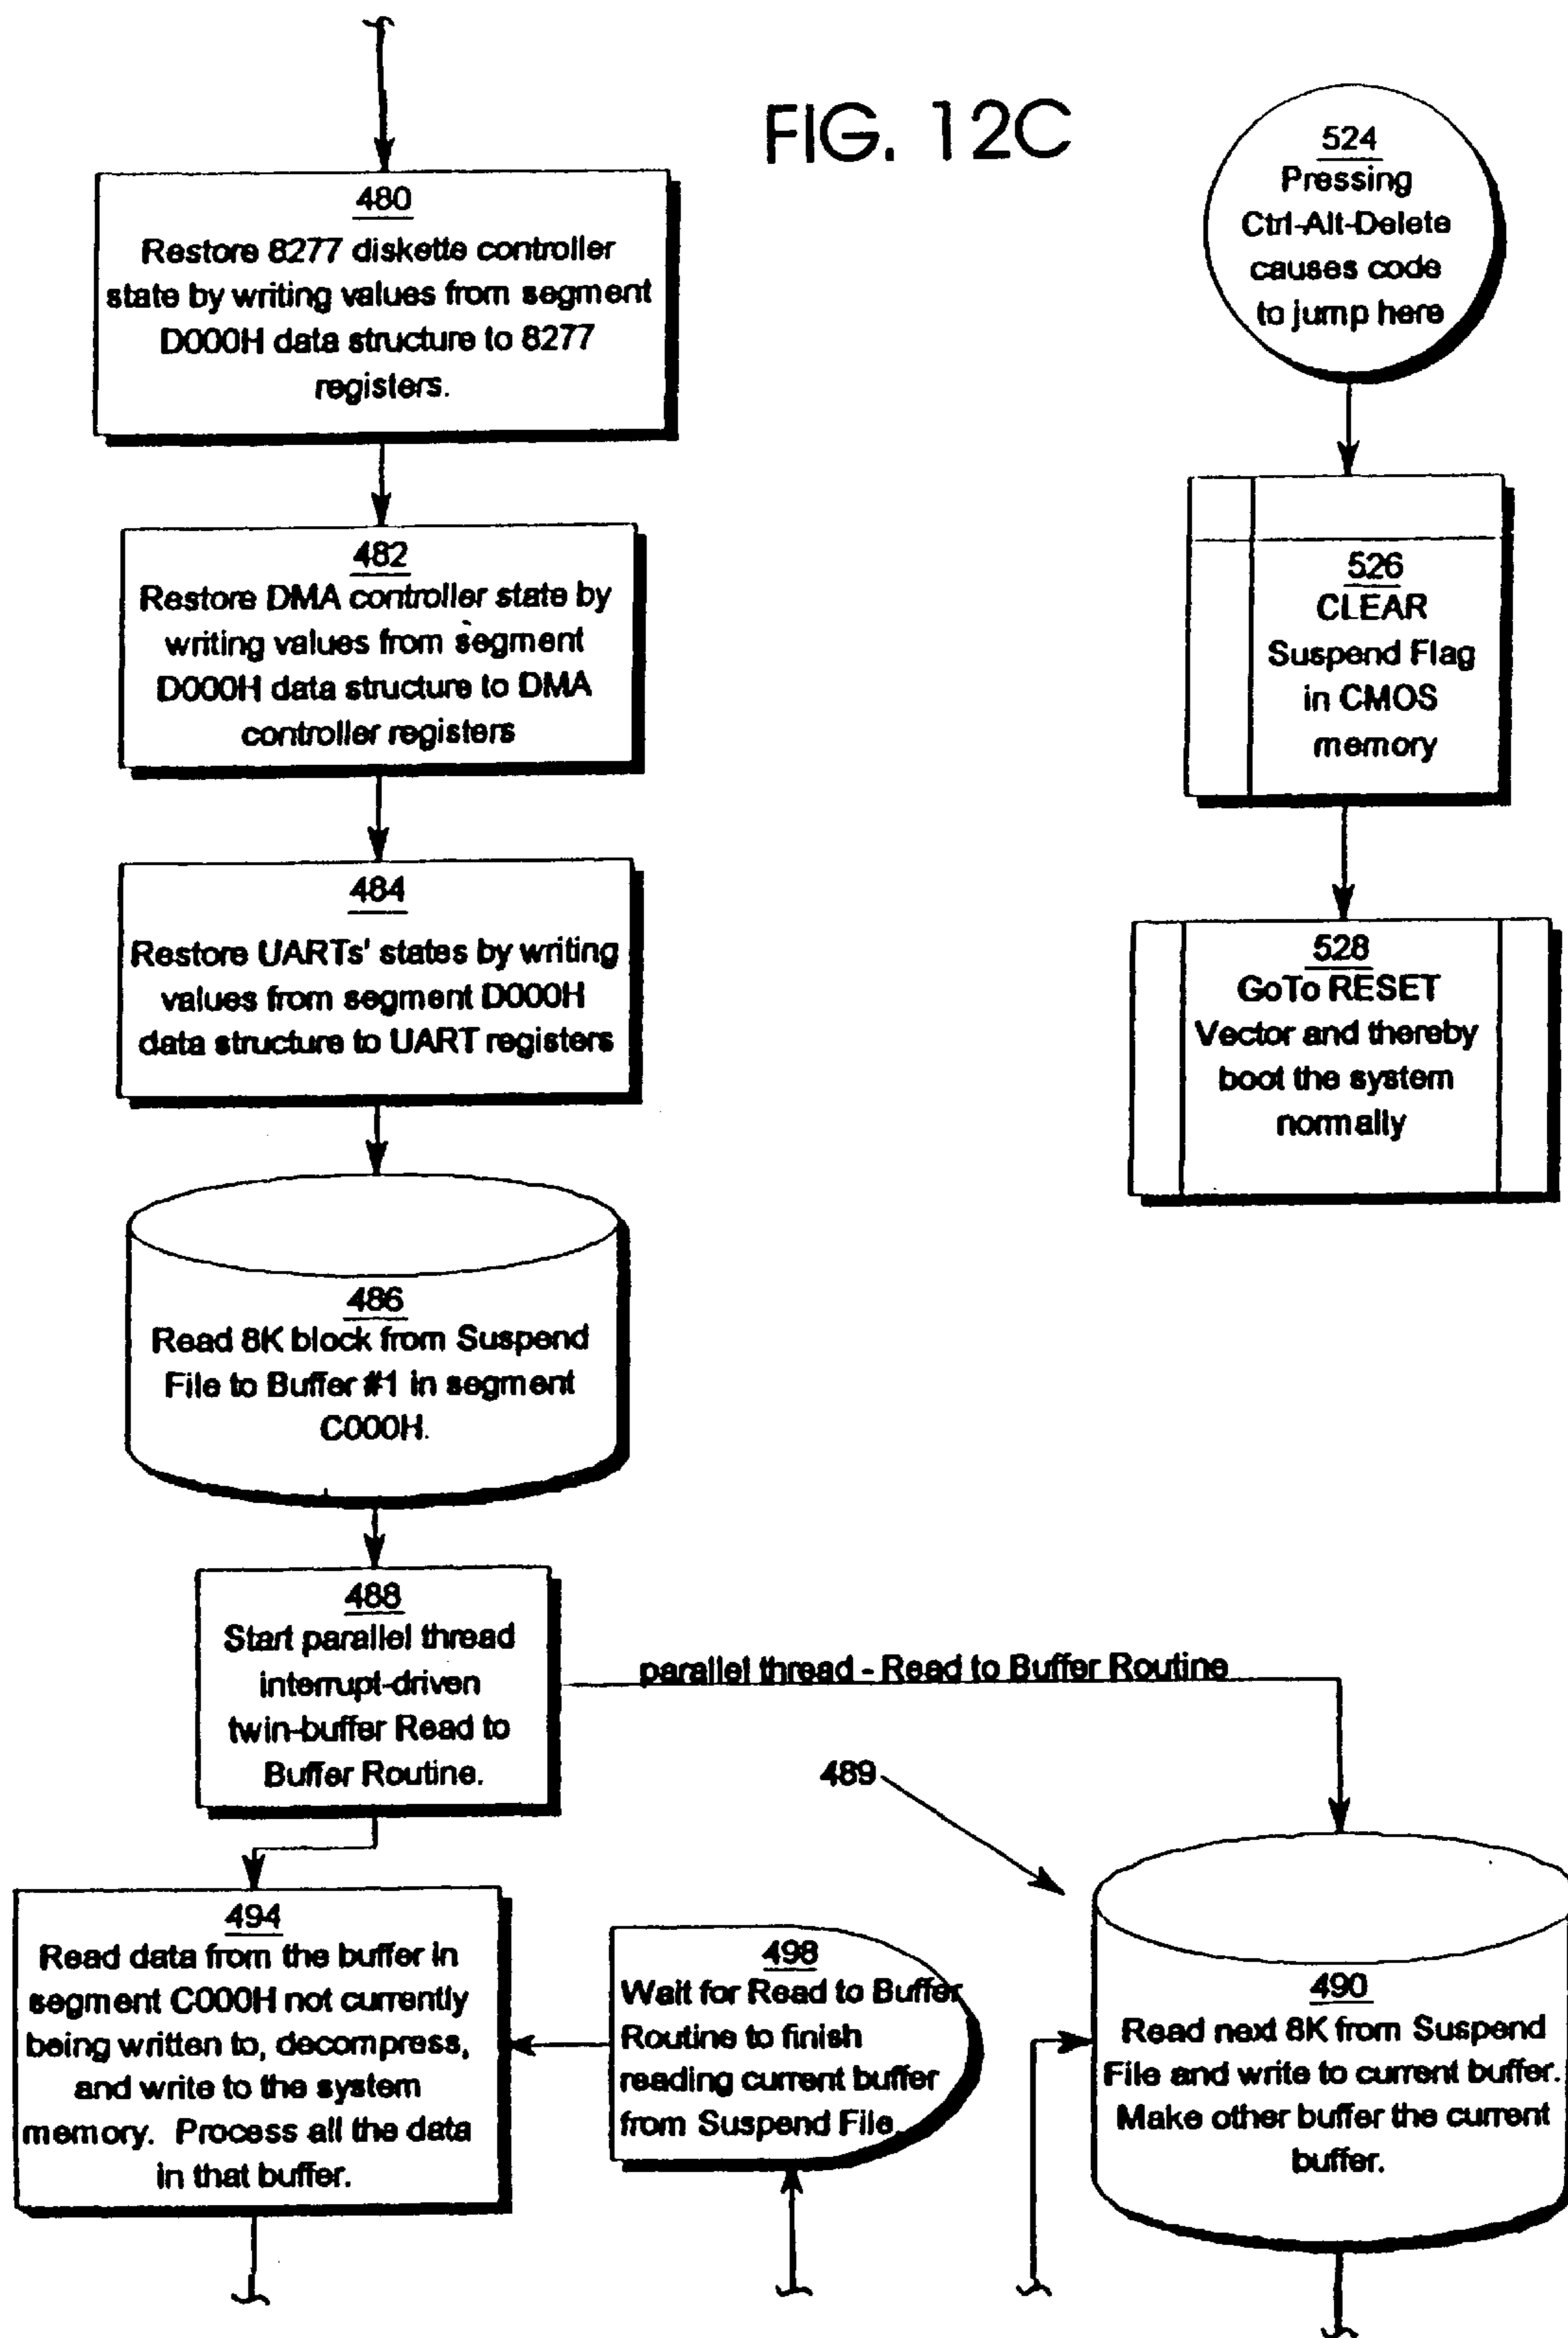 FIG. 12C
480
Restore 8277 diskette controller
state by writing values from segment
D000H data structure to 8277
registers.
482
Restore DMA controller state by
writing values from segment
D000H data structure to DMA
controller registers
484
Restore UARTs' states by writing
values from segment D000H
data structure to UART registers
486
Read 8K block from Suspend
File to Buffer #1 in segment
C000H.
488
Start parallel thread
interrupt-driven
twin-buffer Read to
Buffer Routine.
parallel thread - Read to Buffer Routine
489
494
Read data from the buffer in
segment C000H not currently
being written to, decompress,
and write to the system
memory. Process all the data
in that buffer.
498
Wait for Read to Buffer
Routine to finish
reading current buffer
from Suspend File.
490
Read next 8K from Suspend
File and write to current buffer.
Make other buffer the current
buffer.
524
Pressing
Ctrl-Alt-Delete
causes code
to jump here
526
CLEAR
Suspend Flag
in CMOS
memory
528
GoTo RESET
Vector and thereby
boot the system
normally